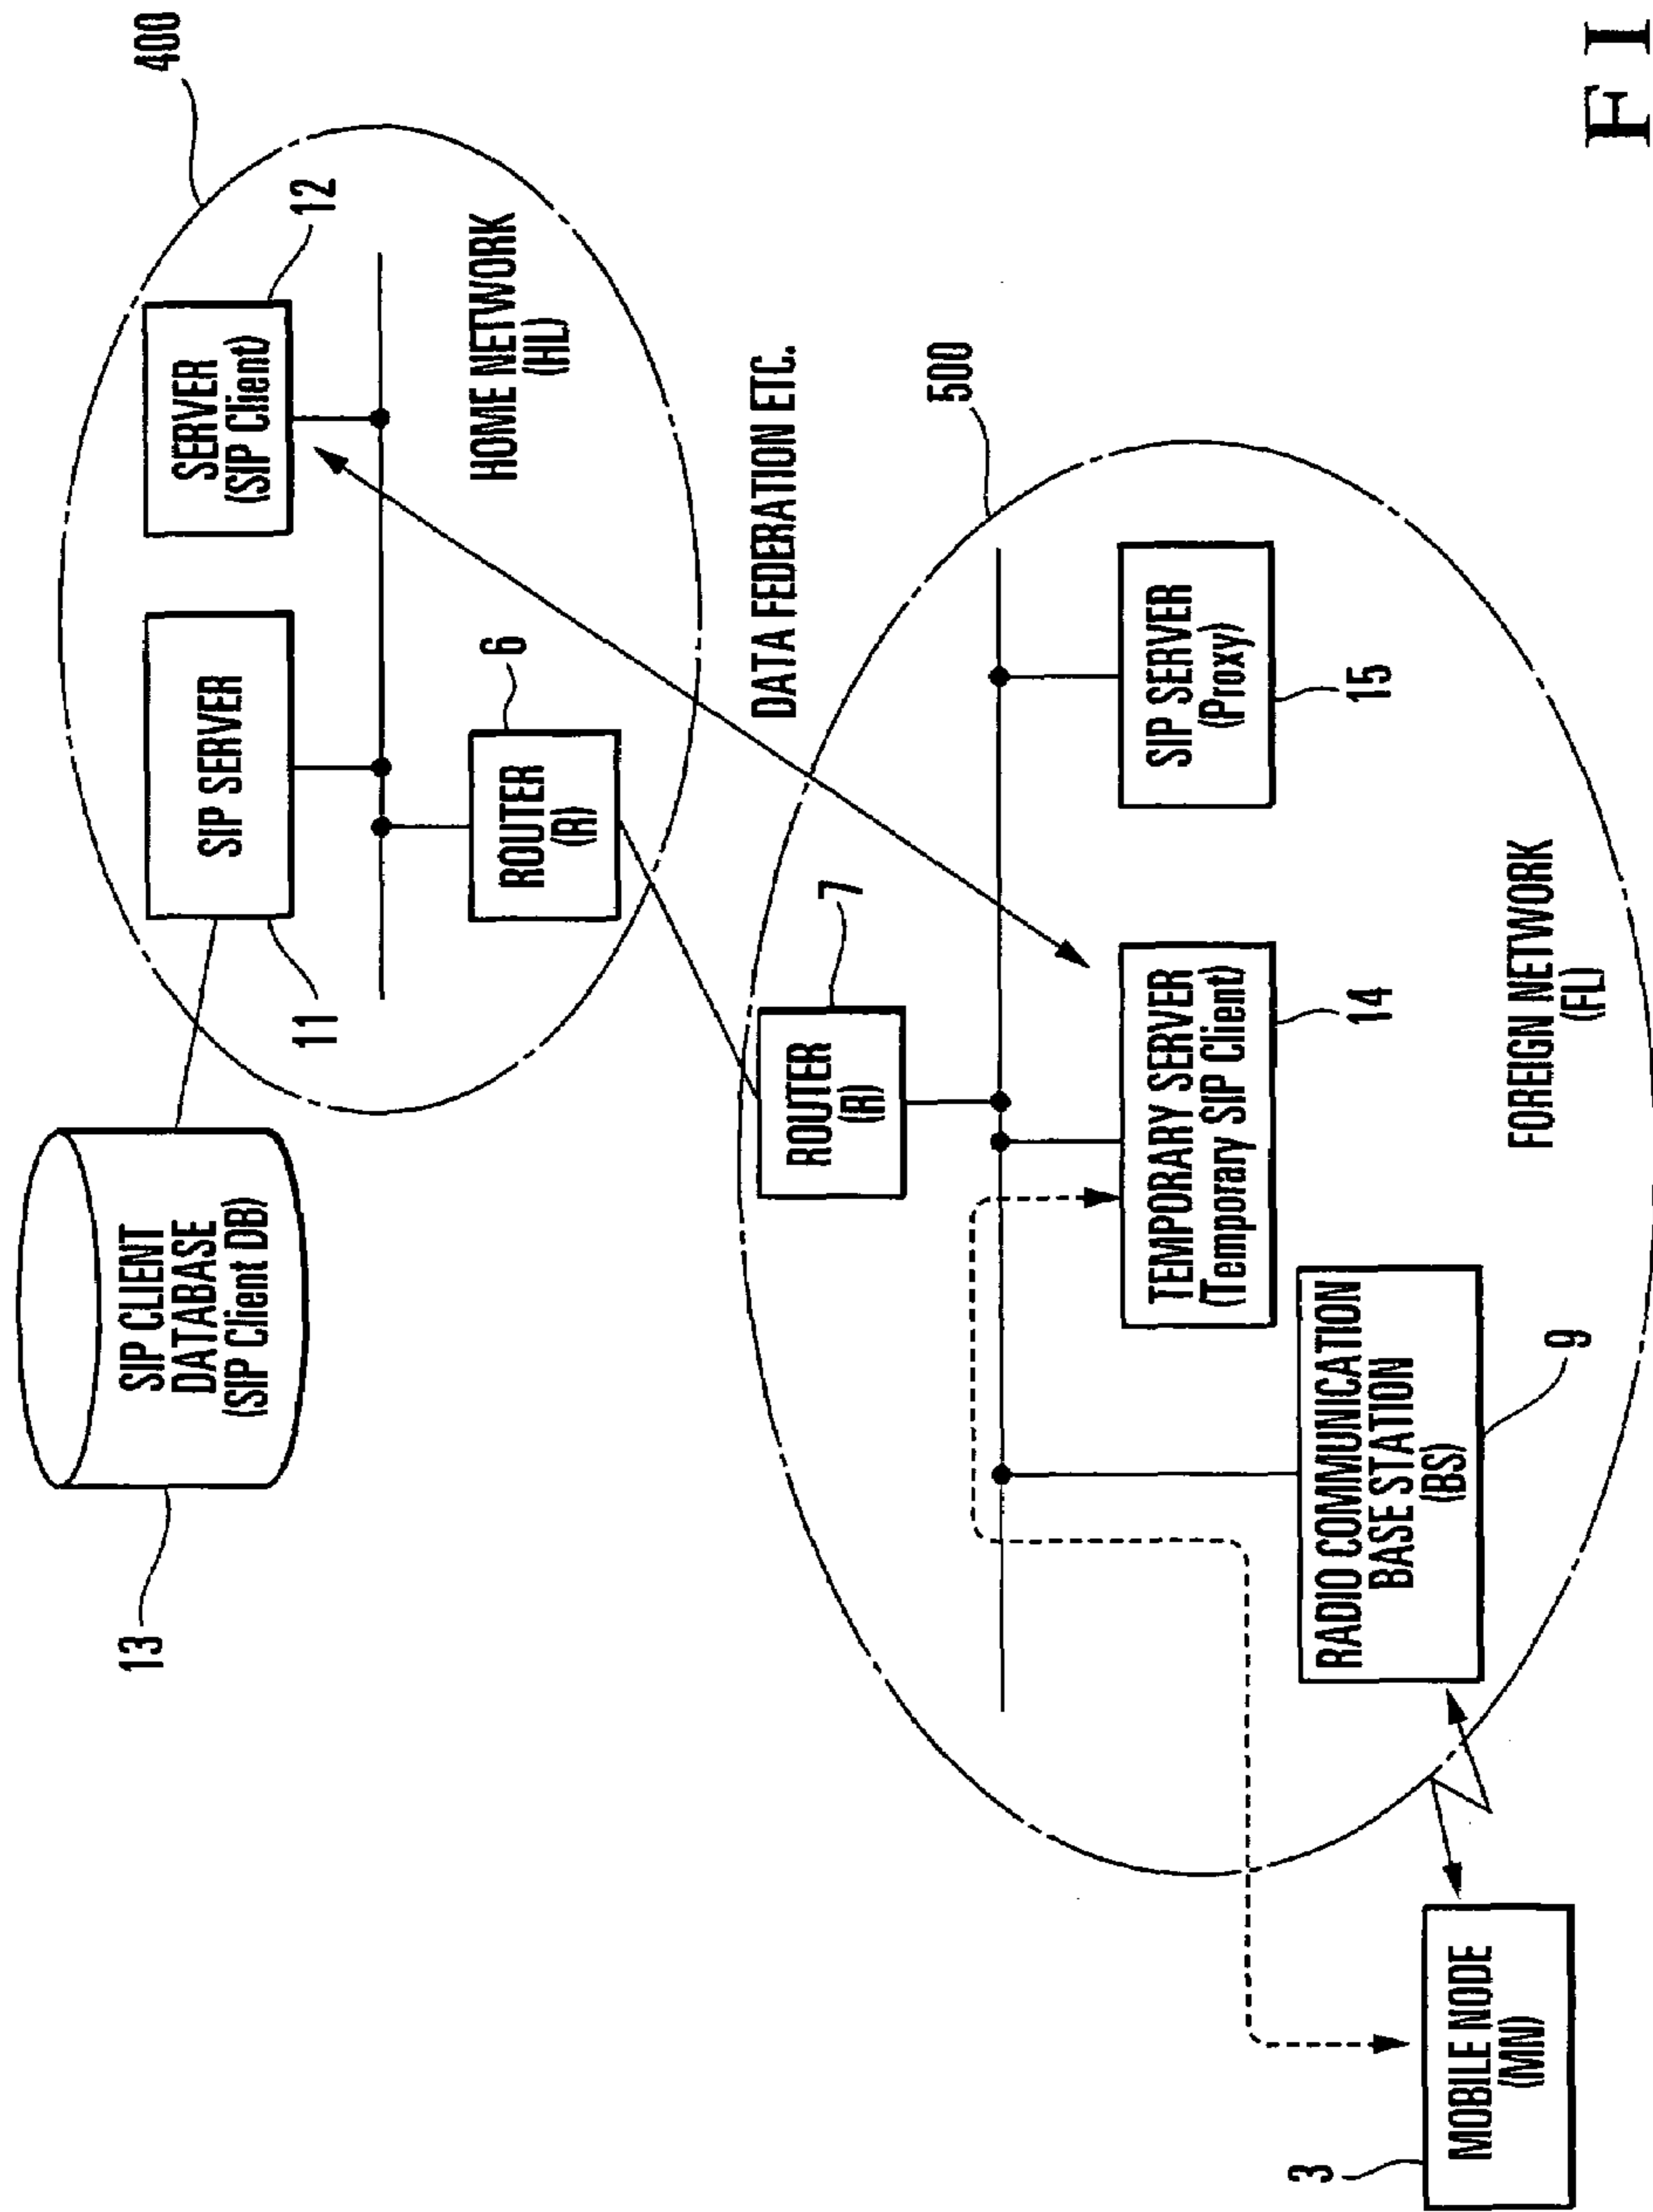 400
SIP CLIENT
DATABASE
(SIP Client DB)
13
SIP SERVER
11
SERVER
(SIP Client)
12
ROUTER
(R)
6
HOME NETWORK
(HL)
DATA FEDERATION ETC.
500
ROUTER
(R)
7
TEMPORARY SERVER
(Temporary SIP Client)
14
SIP SERVER
(Proxy)
15
RADIO COMMUNICATION
BASE STATION
(BS)
9
FOREIGN NETWORK
(FL)
MOBILE NODE
(MN)
3
F I